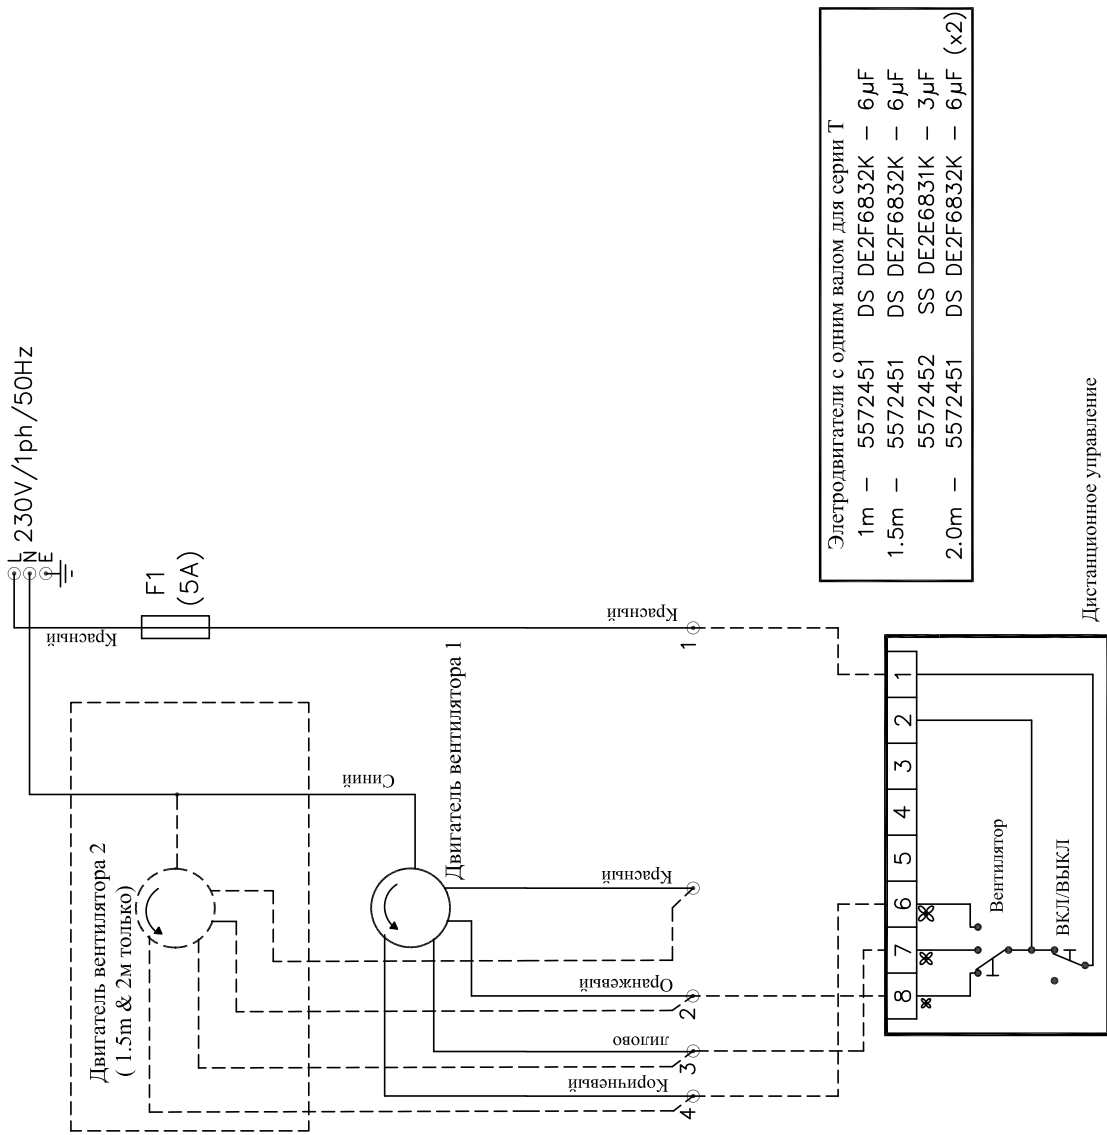 L
N
E
230V/1ph/50Hz
F1
(5A)
Красный
Красный
1
Двигатель вентилятора 2
( 1.5m & 2м только)
Синий
Двигатель вентилятора 1
Красный
Оранжевый
2
лилово
3
Коричневый
4
Элетродвигатели с одним валом для серии Т
1m – 5572451 DS DE2F6832K – 6µF
1.5m – 5572451 DS DE2F6832K – 6µF
5572452 SS DE2E6831K – 3µF
2.0m – 5572451 DS DE2F6832K – 6µF (x2)
Дистанционное управление
1
2
3
4
5
6
7
8
Вентилятор
ВКЛ/ВЫКЛ